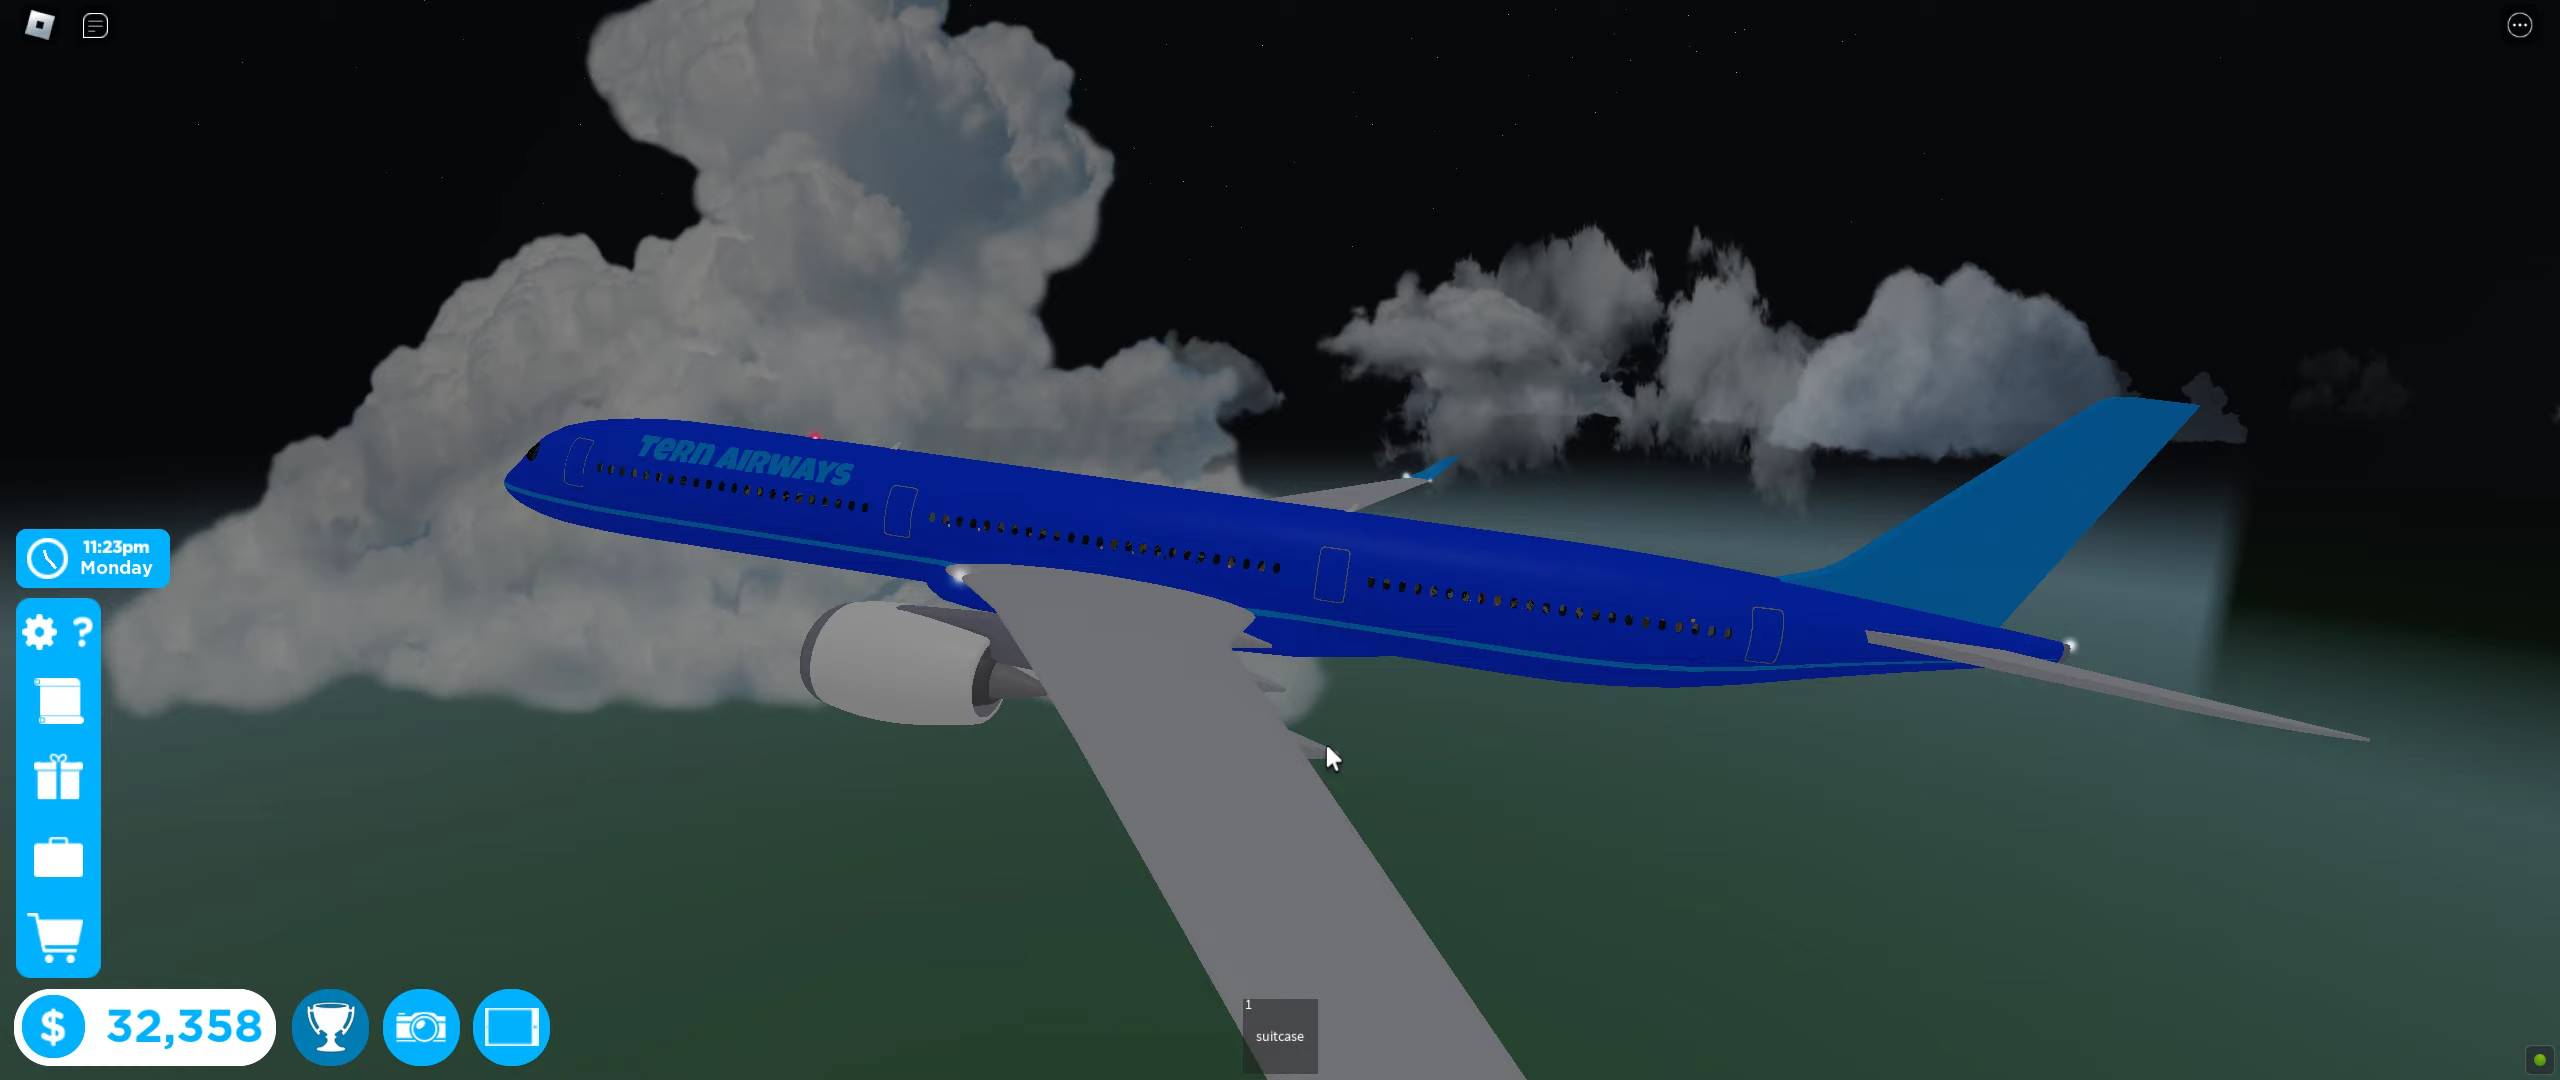 Tern Airways
11:23pm
Monday
?
$ 32,358
1
suitcase